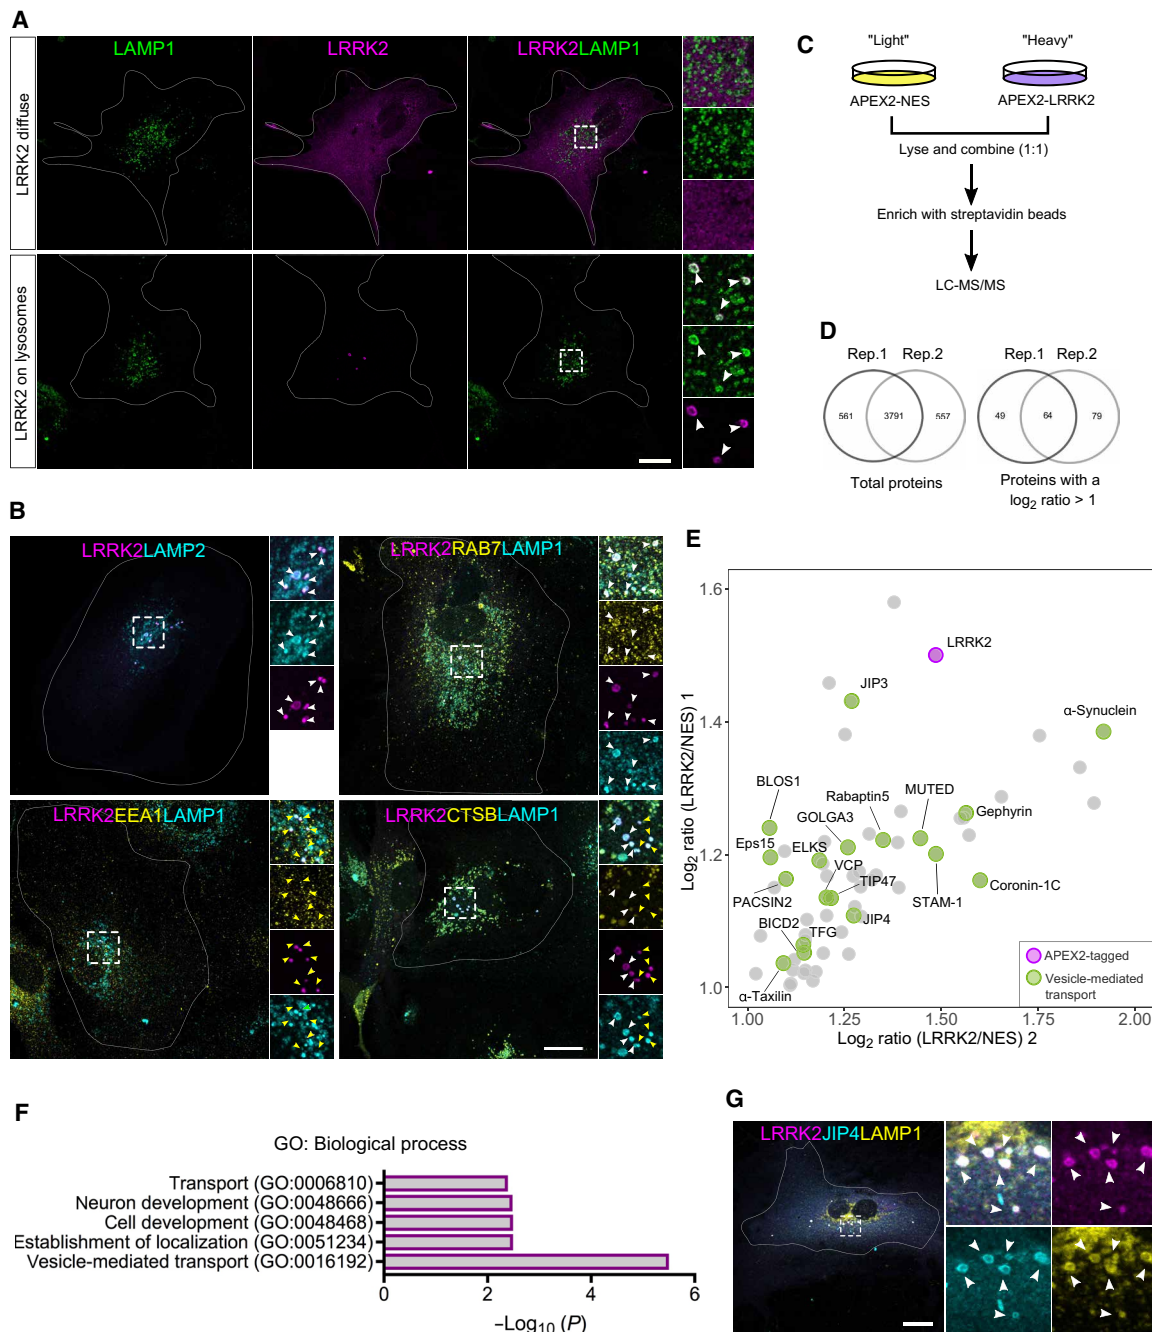 A
LAMP1
LRRK2
LRRK2LAMP1
LRRK2 diffuse
LRRK2 on lysosomes
B
LRRK2LAMP2
LRRK2RAB7LAMP1
LRRK2EEA1LAMP1
LRRK2CTSBLAMP1
C
"Light"
"Heavy"
APEX2-NES
APEX2-LRRK2
Lyse and combine (1:1)
Enrich with streptavidin beads
LC-MS/MS
D
Rep.1 Rep.2
Rep.1 Rep.2
561 3791 557
49 64 79
Total proteins
Proteins with a
log2 ratio > 1
E
Log2 ratio (LRRK2/NES) 1
1.6
1.4
1.2
1.0
LRRK2
JIP3
α-Synuclein
BLOS1
Rabaptin5
MUTED
GOLGA3
Gephyrin
Eps15
ELKS
VCP
TIP47
Coronin-1C
PACSIN2
STAM-1
BICD2
JIP4
TFG
α-Taxilin
APEX2-tagged
Vesicle-mediated
transport
1.00 1.25 1.50 1.75 2.00
Log2 ratio (LRRK2/NES) 2
F
GO: Biological process
Transport (GO:0006810)
Neuron development (GO:0048666)
Cell development (GO:0048468)
Establishment of localization (GO:0051234)
Vesicle-mediated transport (GO:0016192)
0 2 4 6
–Log10 (P)
G
LRRK2JIP4LAMP1